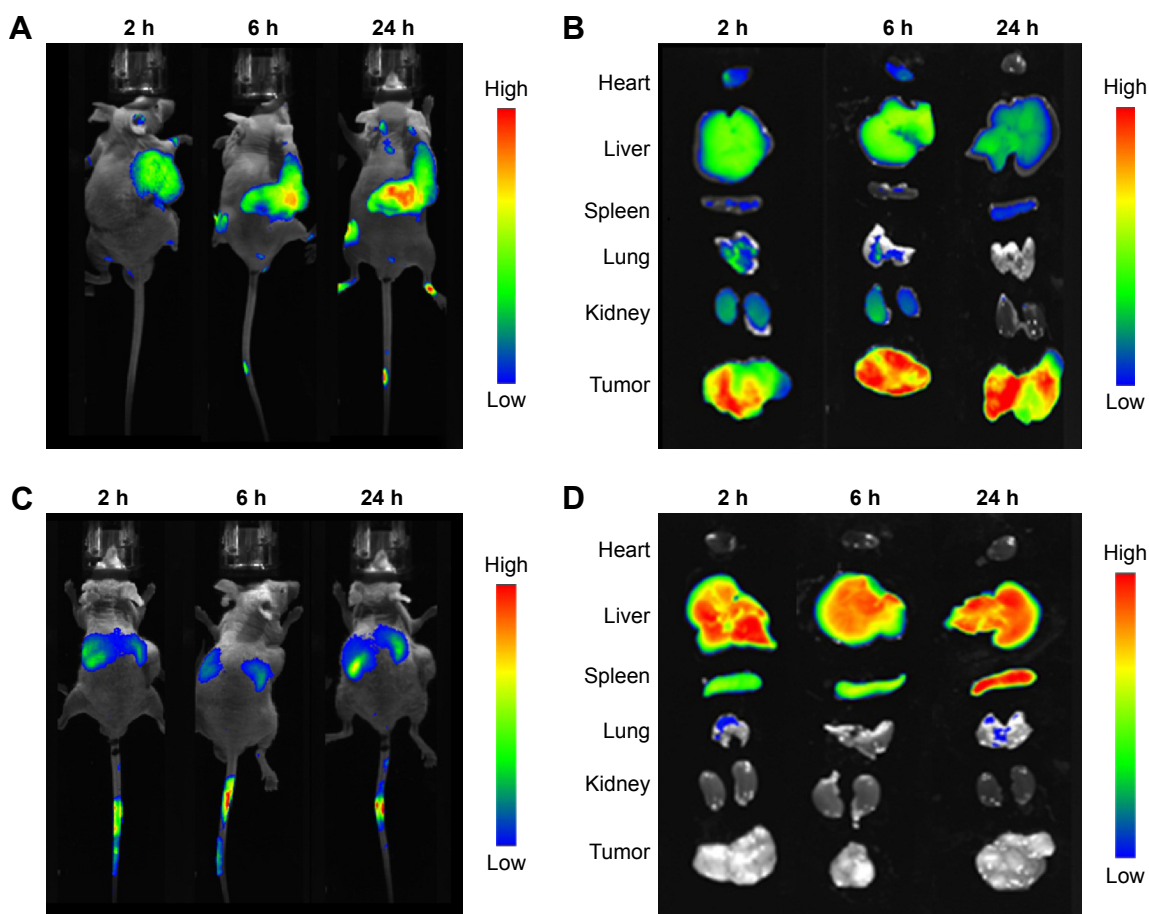 A
2 h 6 h 24 h
High
Low
B
2 h 6 h 24 h
Heart
Liver
Spleen
Lung
Kidney
Tumor
High
Low
C
2 h 6 h 24 h
High
Low
D
2 h 6 h 24 h
Heart
Liver
Spleen
Lung
Kidney
Tumor
High
Low